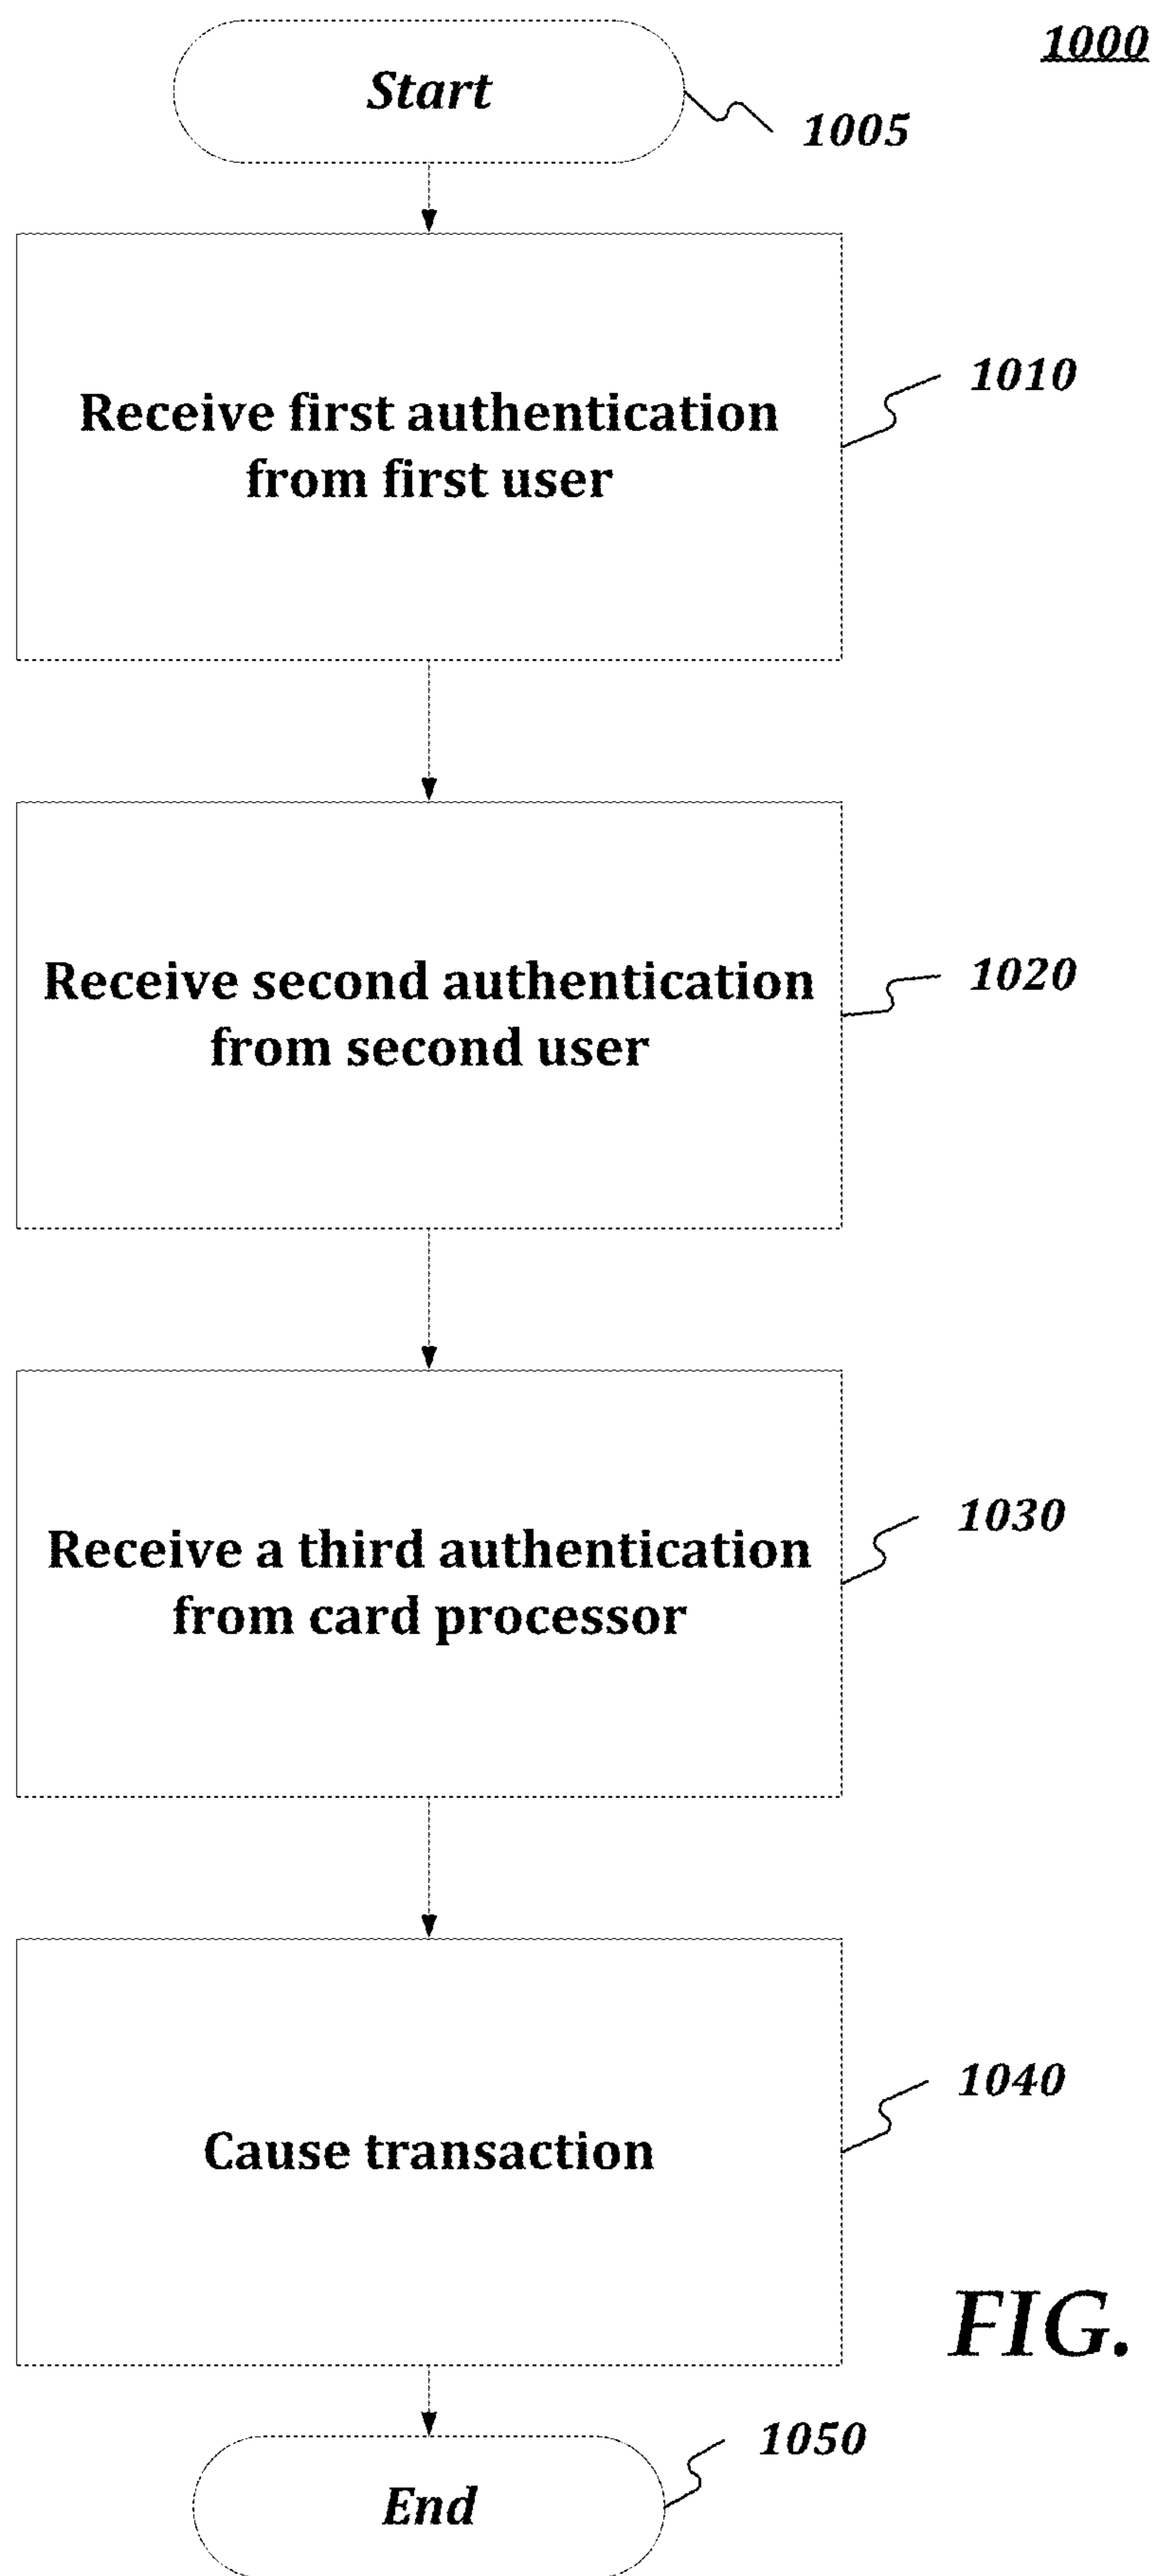 1000
Start
1005
Receive first authentication
from first user
1010
Receive second authentication
from second user
1020
Receive a third authentication
from card processor
1030
Cause transaction
1040
FIG.
End
1050